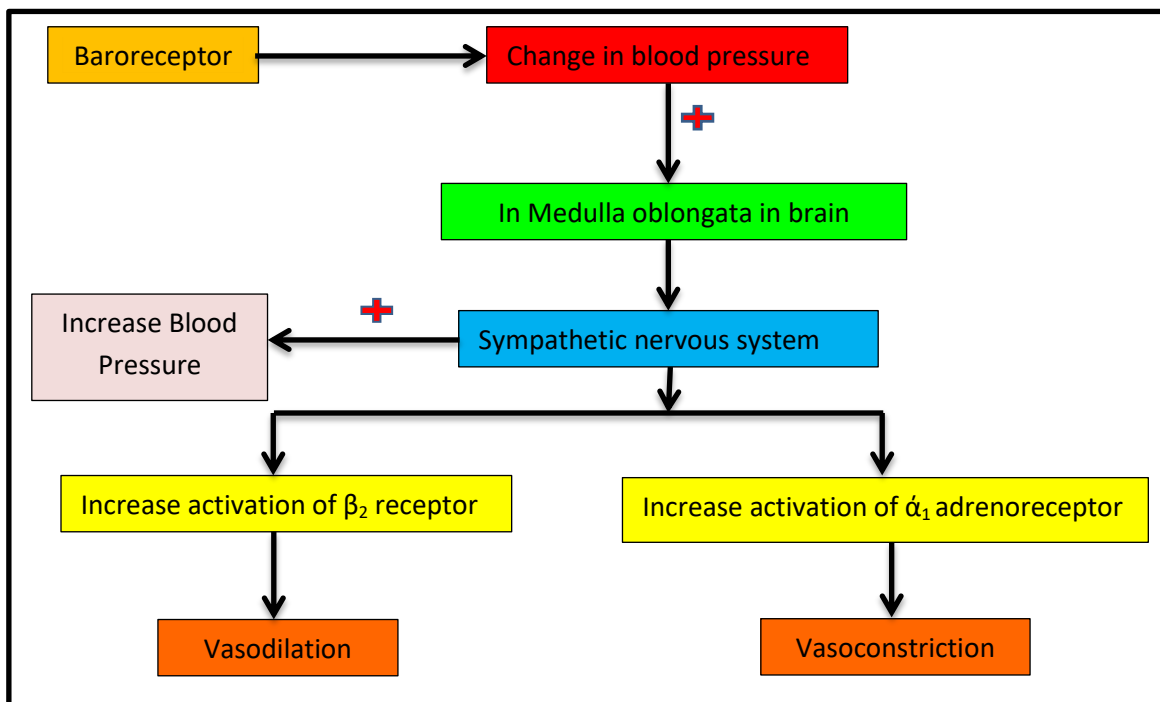 Baroreceptor
Change in blood pressure
In Medulla oblongata in brain
Increase Blood
Pressure
Sympathetic nervous system
Increase activation of β₂ receptor
Increase activation of ά₁ adrenoreceptor
Vasodilation
Vasoconstriction